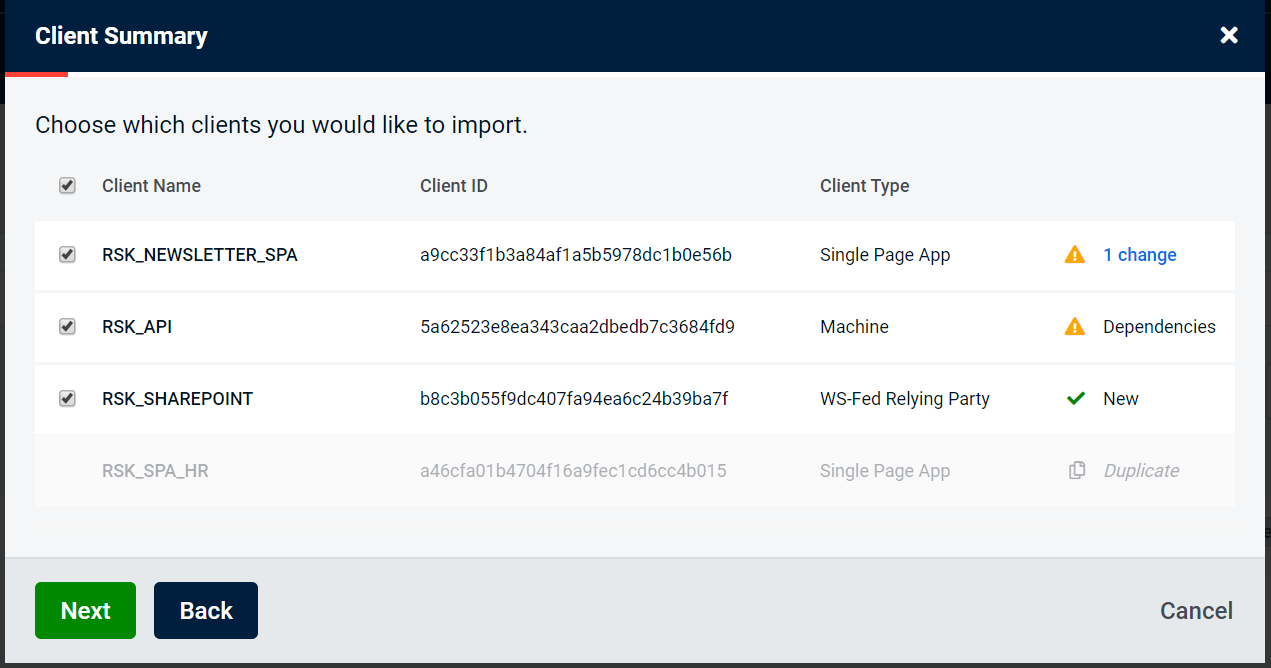 Client Summary
Choose which clients you would like to import.
Client Name Client ID Client Type
RSK_NEWSLETTER_SPA a9cc33f1b3a84af1a5b5978dc1b0e56b Single Page App 1 change
RSK_API 5a62523e8ea343caa2dbedb7c3684fd9 Machine Dependencies
RSK_SHAREPOINT b8c3b055f9dc407fa94ea6c24b39ba7f WS-Fed Relying Party New
RSK_SPA_HR a46cfa01b4704f16a9fec1cd6cc4b015 Single Page App Duplicate
Next Back Cancel